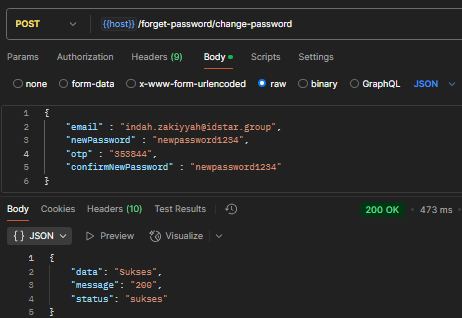 POST {{host}} /forget-password/change-password
Params Authorization Headers (9) Body Scripts Settings
none form-data x-www-form-urlencoded raw binary GraphQL JSON
1 {
2 "email" : "indah.zakiyyah@idstar.group",
3 "newPassword" : "newpassword1234",
4 "otp" : "353844",
5 "confirmNewPassword" : "newpassword1234"
6 }
Body Cookies Headers (10) Test Results 200 OK • 473 ms
{ } JSON Preview Visualize
1 {
2 "data": "Sukses",
3 "message": "200",
4 "status": "sukses"
5 }